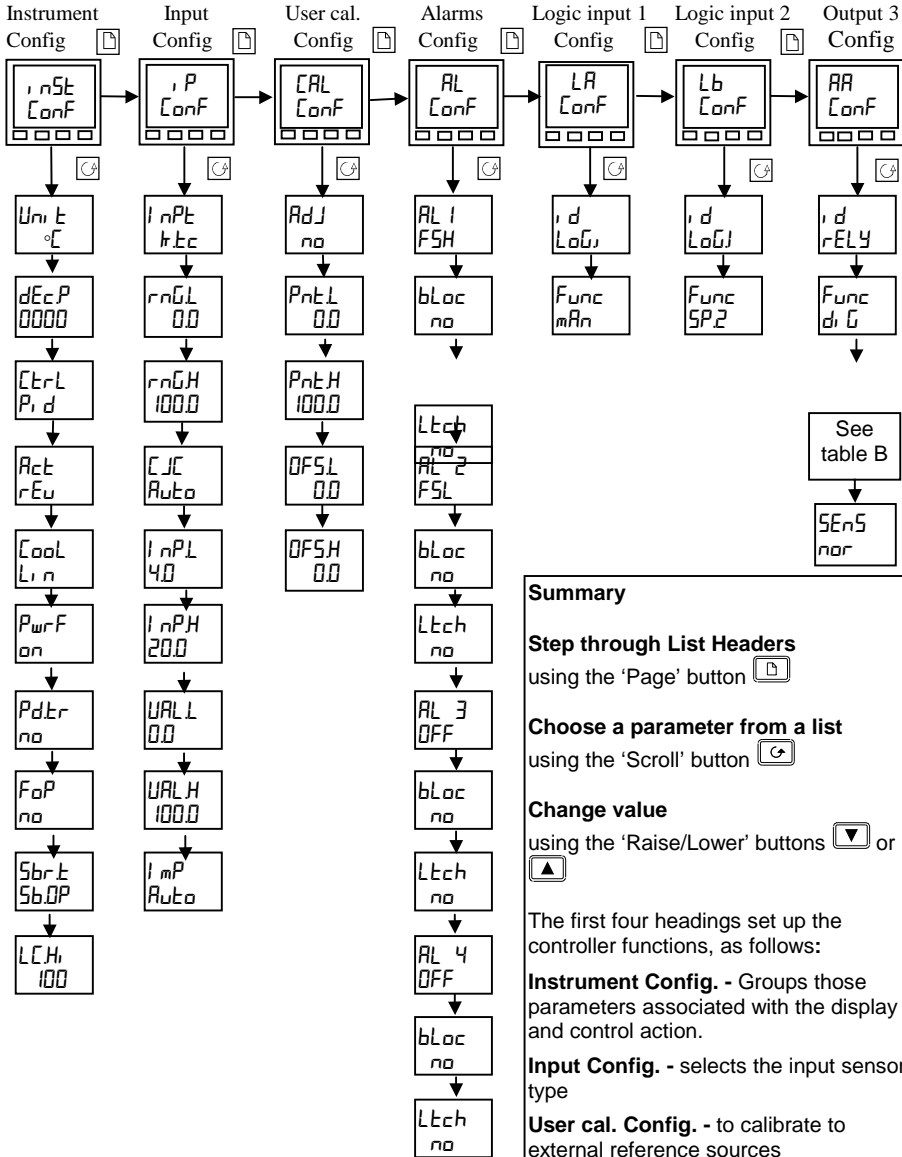 Instrument Config
Input Config
User cal. Config
Alarms Config
Logic input 1 Config
Logic input 2 Config
Output 3 Config
inSt ConF
iP ConF
CAL ConF
AL ConF
LA ConF
Lb ConF
AA ConF
Unit °C
dEc.P 0000
CtrL Pid
Act rEv
CooL Lin
PwrF on
Pd.tr no
FoP no
Sbr.t Sb.OP
LC.Hi 100
InPt k.tc
rnG.L 0.0
rnG.H 100.0
CJC Auto
InP.L 4.0
InP.H 20.0
VAL.L 0.0
VAL.H 100.0
ImP Auto
AdJ no
Pnt.L 0.0
Pnt.H 100.0
OFS.L 0.0
OFS.H 0.0
AL 1 FSH
bLoc no
Ltch no
AL 2 FSL
bLoc no
Ltch no
AL 3 OFF
bLoc no
Ltch no
AL 4 OFF
bLoc no
Ltch no
id LoG.i
Func mAn
id LoG.i
Func SP.2
id rELY
Func diG
See table B
SEnS nor
Summary
Step through List Headers
using the ‘Page’ button
Choose a parameter from a list
using the ‘Scroll’ button
Change value
using the ‘Raise/Lower’ buttons or
The first four headings set up the
controller functions, as follows:
Instrument Config. - Groups those
parameters associated with the display
and control action.
Input Config. - selects the input sensor
type
User cal. Config. - to calibrate to
external reference sources